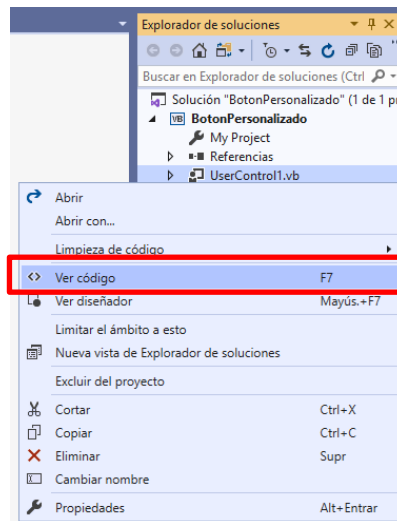 Explorador de soluciones
Buscar en Explorador de soluciones (Ctrl
Solución "BotonPersonalizado" (1 de 1 pr
VB BotonPersonalizado
My Project
Referencias
UserControl1.vb
Abrir
Abrir con...
Limpieza de código
Ver código F7
Ver diseñador Mayús.+F7
Limitar el ámbito a esto
Nueva vista de Explorador de soluciones
Excluir del proyecto
Cortar Ctrl+X
Copiar Ctrl+C
Eliminar Supr
Cambiar nombre
Propiedades Alt+Entrar